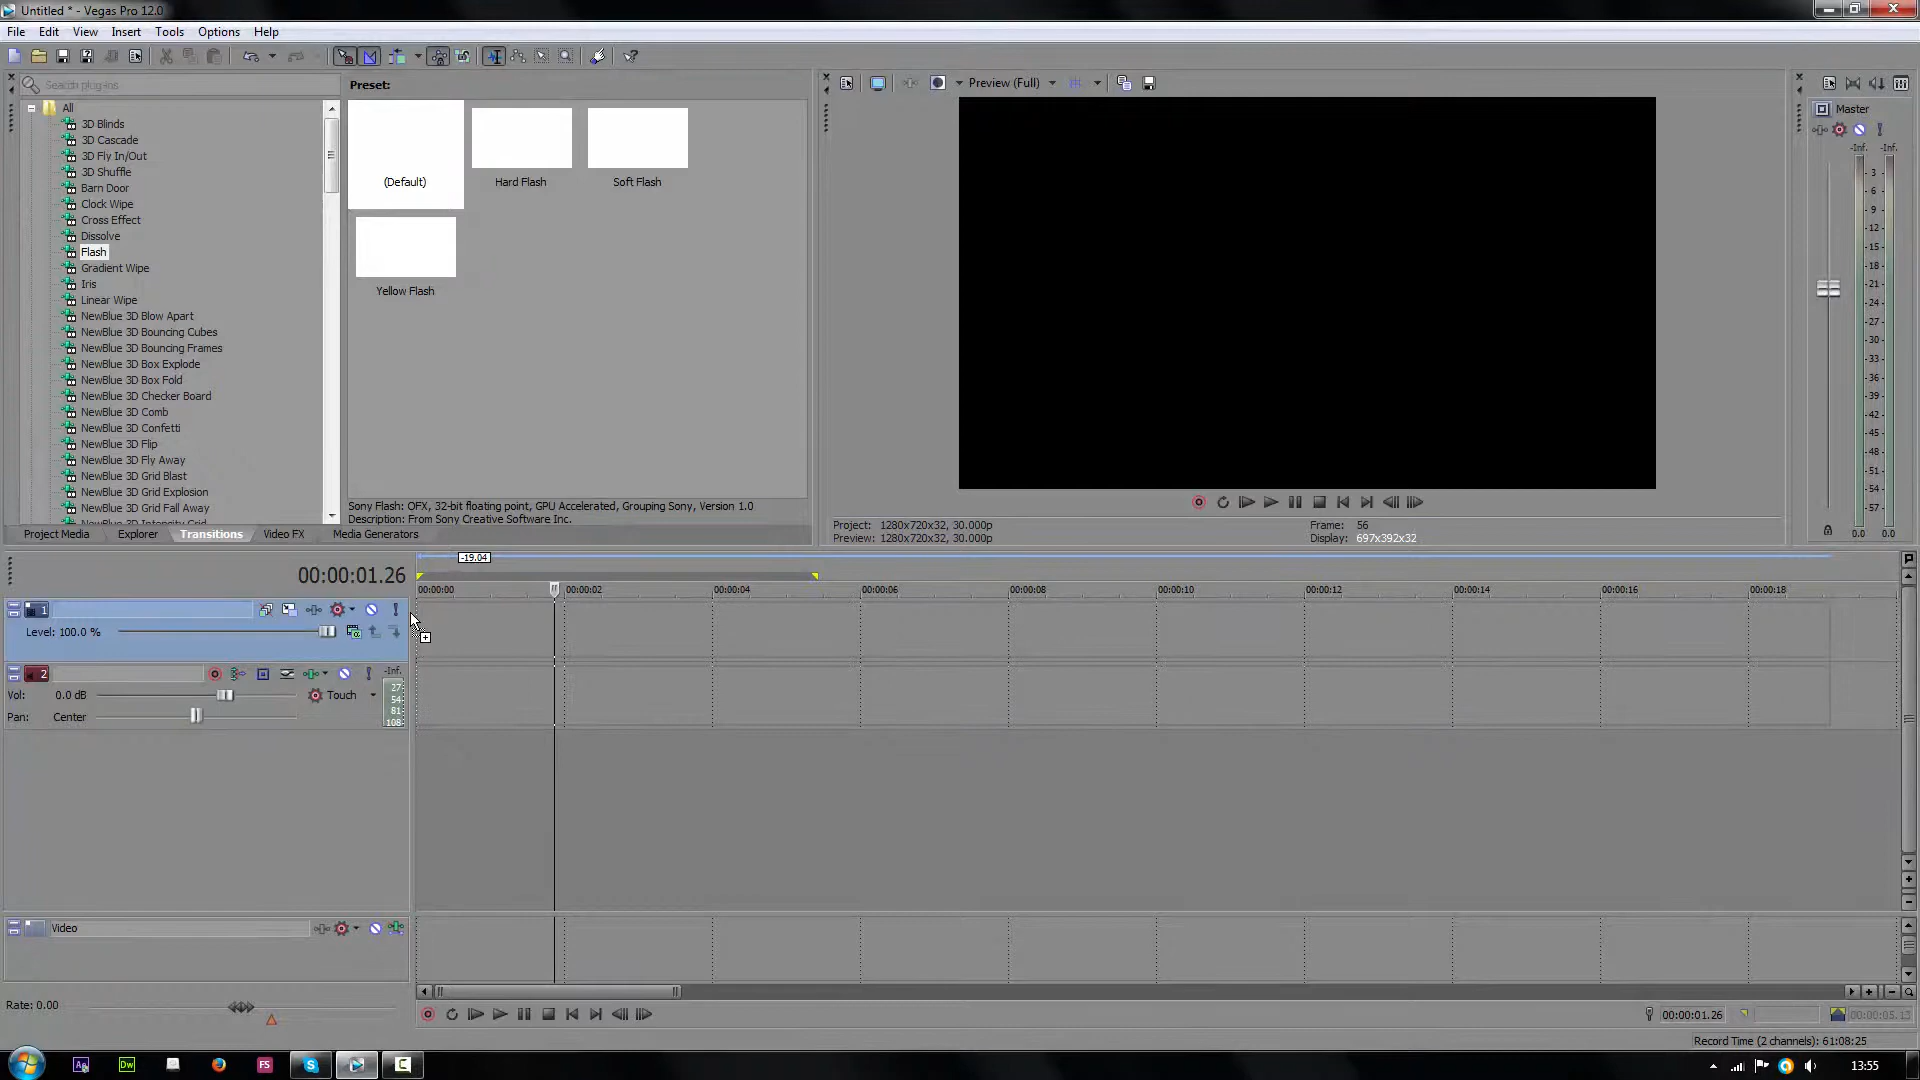 Untitled * - Vegas Pro 12.0
File Edit View Insert Tools Options Help
Search plug-ins
Preset:
Preview (Full)
All
3D Blinds
3D Cascade
3D Fly In/Out
3D Shuffle
Barn Door
Clock Wipe
Cross Effect
Dissolve
Flash
Gradient Wipe
Iris
Linear Wipe
NewBlue 3D Blow Apart
NewBlue 3D Bouncing Cubes
NewBlue 3D Bouncing Frames
NewBlue 3D Box Explode
NewBlue 3D Box Fold
NewBlue 3D Checker Board
NewBlue 3D Comb
NewBlue 3D Confetti
NewBlue 3D Flip
NewBlue 3D Fly Away
NewBlue 3D Grid Blast
NewBlue 3D Grid Explosion
NewBlue 3D Grid Fall Away
NewBlue 3D Intensity Grid
(Default)
Hard Flash
Soft Flash
Yellow Flash
Sony Flash: OFX, 32-bit floating point, GPU Accelerated, Grouping Sony, Version 1.0
Description: From Sony Creative Software Inc.
Project Media Explorer Transitions Video FX Media Generators
Project: 1280x720x32, 30.000p
Preview: 1280x720x32, 30.000p
Frame: 56
Display: 697x392x32
Master
-Inf. -Inf.
3
6
-9
-12
-15
-18
-21
-24
-27
-30
-33
-36
-39
-42
-45
-48
-51
-54
-57
0.0 0.0
00:00:01.26
-19.04
00:00:00 00:00:02 00:00:04 00:00:06 00:00:08 00:00:10 00:00:12 00:00:14 00:00:16 00:00:18
1
Level: 100.0 %
2
-Inf.
Vol: 0.0 dB Touch
Pan: Center
27
54
81
108
Video
Rate: 0.00
00:00:01.26
00:00:05.13
Record Time (2 channels): 61:08:25
Ae
Dw
FS
S
C
13:55